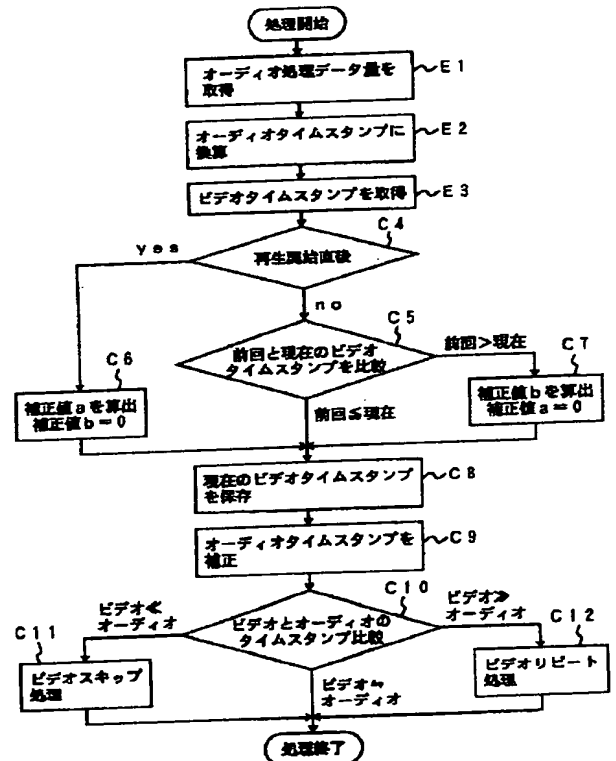 処理開始
オーディオ処理データ量を
取得
E1
オーディオタイムスタンプに
換算
E2
ビデオタイムスタンプを取得
E3
C4
yes
再生開始直後
no
C5
前回と現在のビデオ
タイムスタンプを比較
前回>現在
C6
C7
補正値aを算出
補正値b=0
補正値bを算出
補正値a=0
前回≦現在
現在のビデオタイムスタンプ
を保存
C8
オーディオタイムスタンプを
補正
C9
C10
ビデオ≪
オーディオ
ビデオとオーディオの
タイムスタンプ比較
ビデオ≫
オーディオ
C11
C12
ビデオスキップ
処理
ビデオリピート
処理
ビデオ≒
オーディオ
処理終了